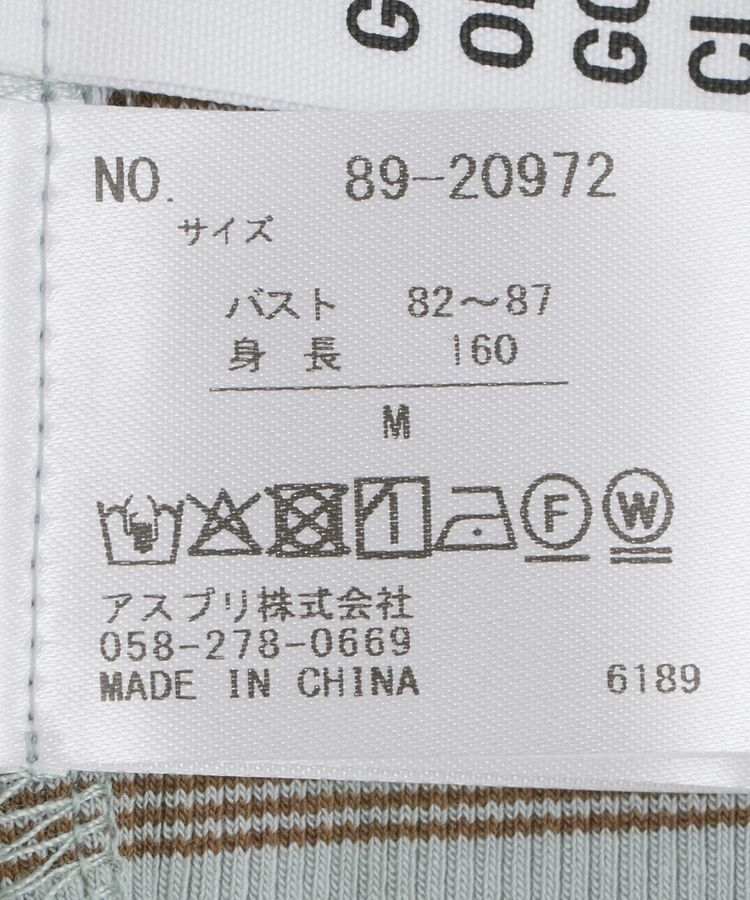 NO. 89-20972
サイズ
バスト 82～87
身長 160
M
F W
アスプリ株式会社
058-278-0669
MADE IN CHINA 6189